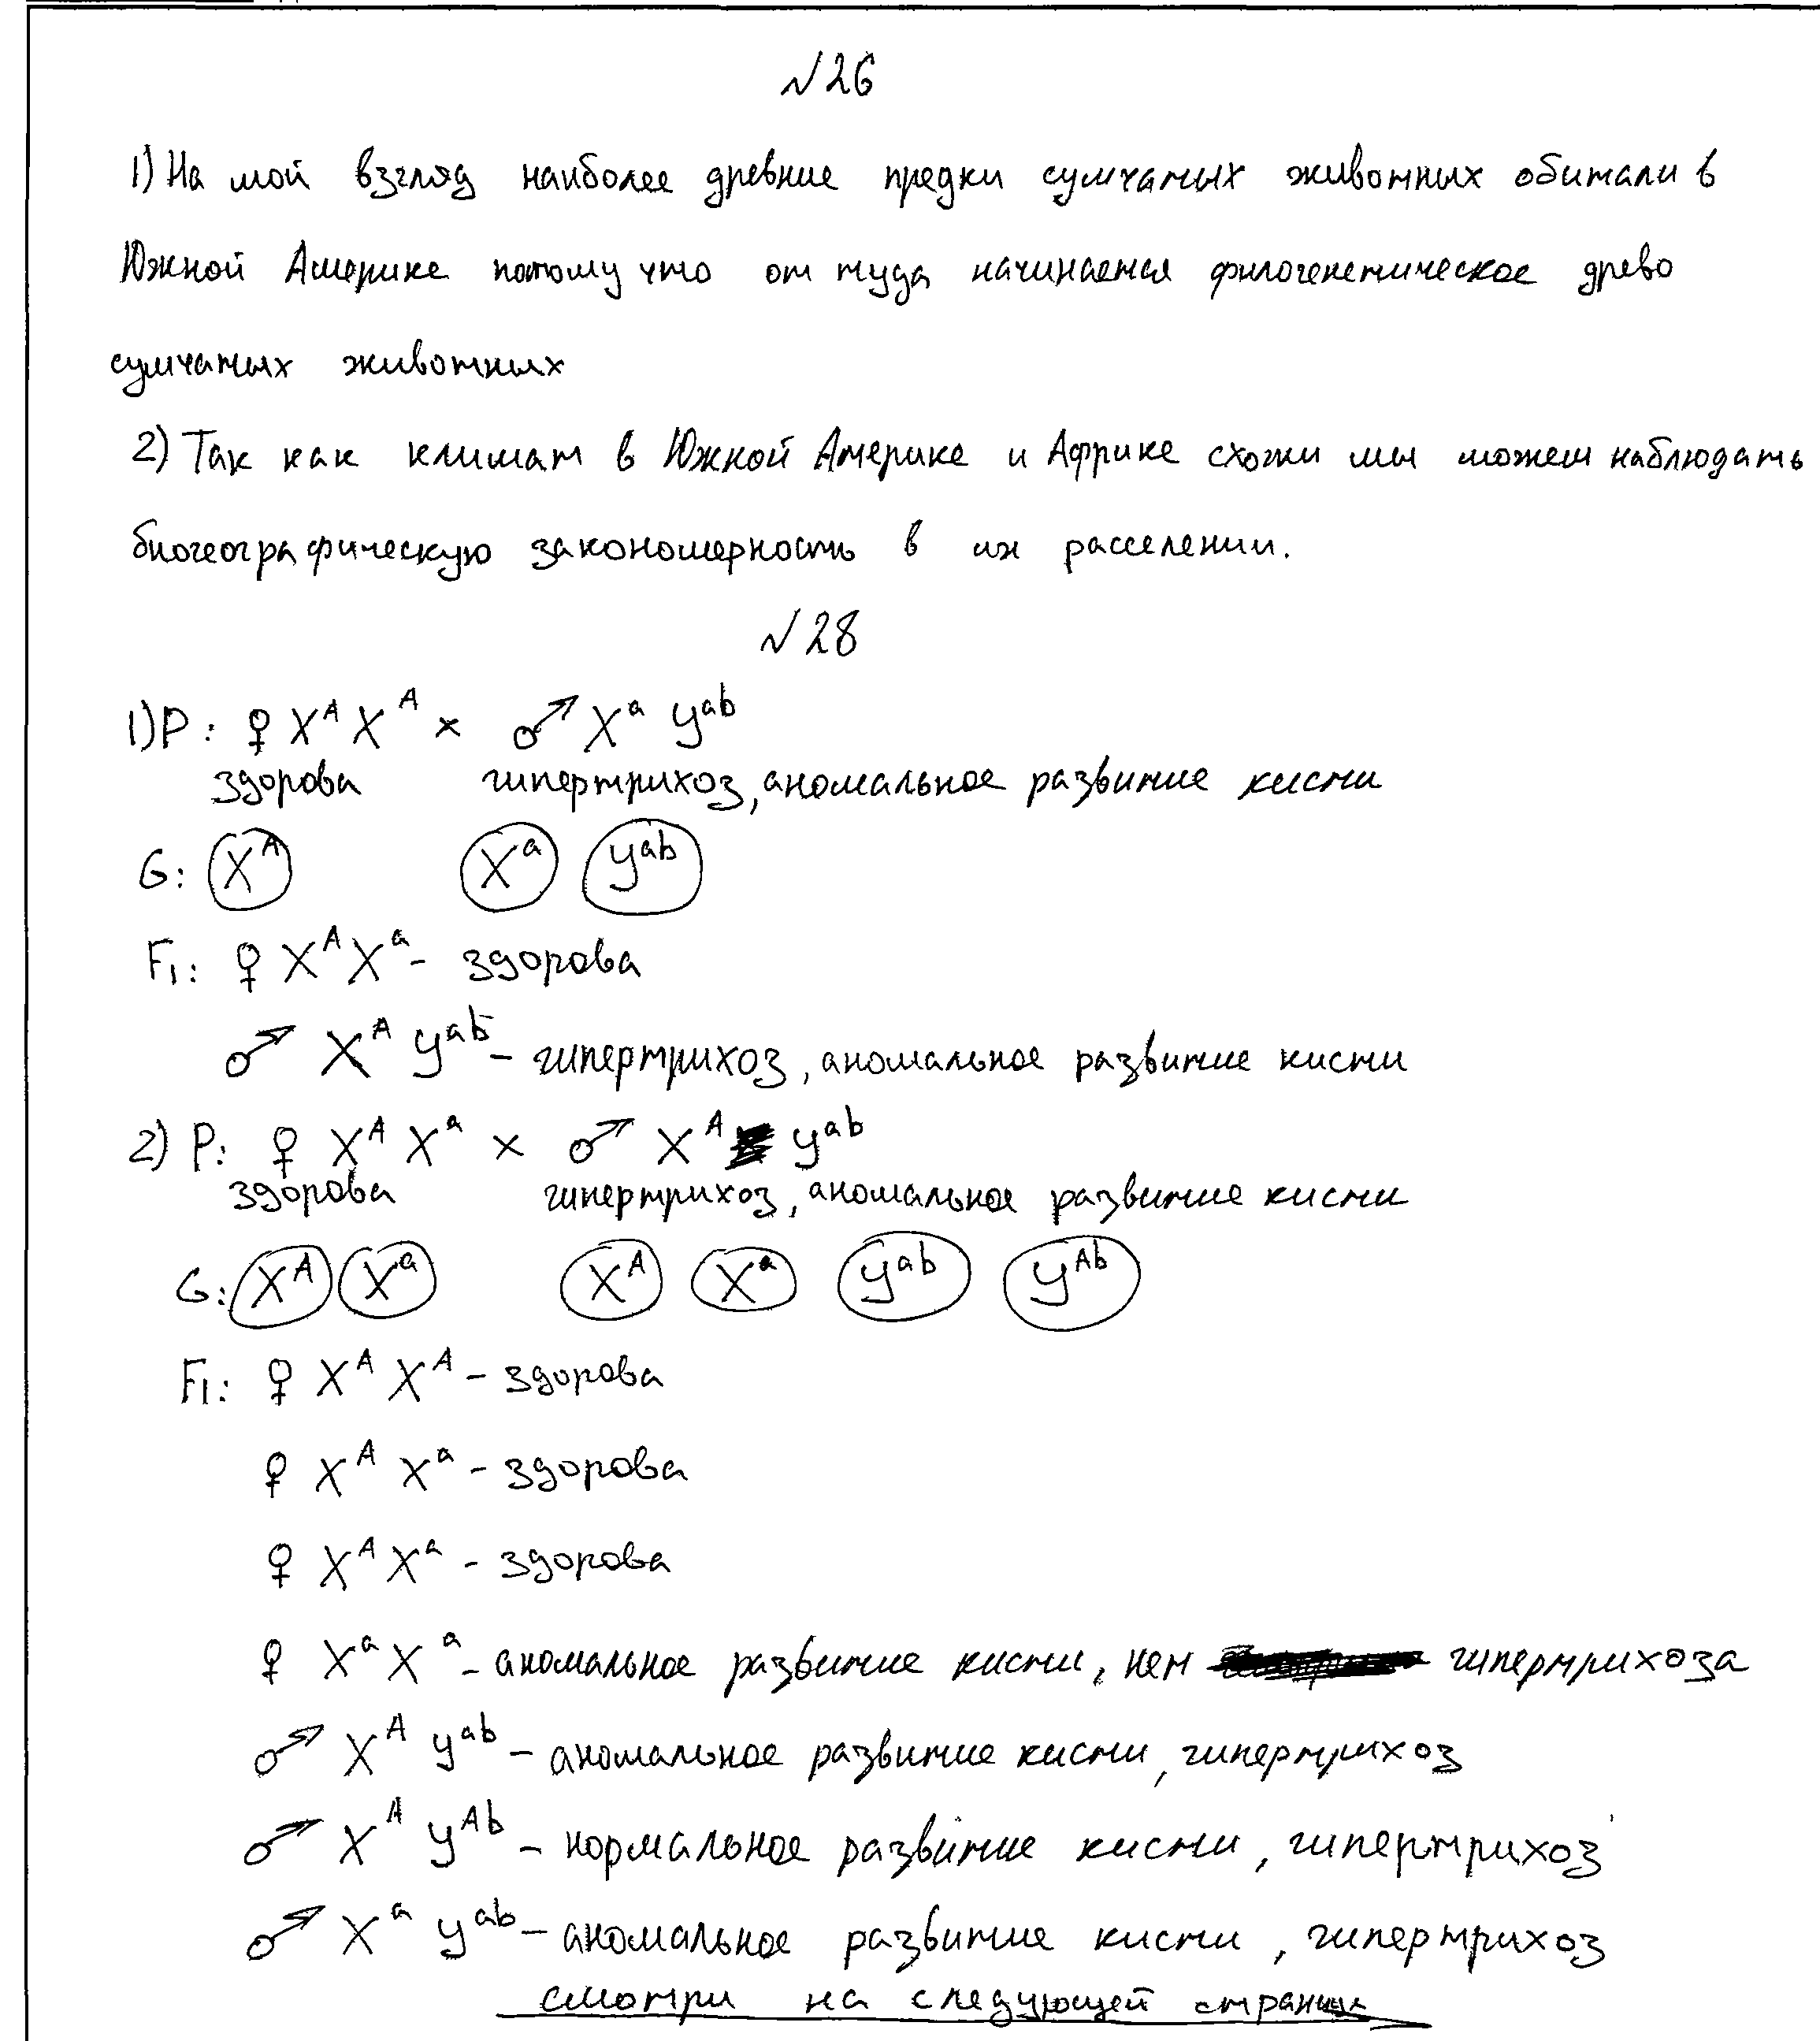 №26
1) На мой взгляд наиболее древние предки сумчатых животных обитали в
Южной Америке потому что от туда начинается филогенетическое древо
сумчатых животных
2) Так как климат в Южной Америке и Африке схожи мы можем наблюдать
биогеографическую закономерность в их расселении.
№28
1) P: ♀ X^A X^A × ♂ X^a Y^ab
здорова гипертрихоз, аномальное развитие кисти
G: X^A X^a Y^ab
F1: ♀ X^A X^a - здорова
♂ X^A Y^ab - гипертрихоз, аномальное развитие кисти
2) P: ♀ X^A X^a × ♂ X^A Y^ab
здорова гипертрихоз, аномальное развитие кисти
G: X^A X^a X^A X^a Y^ab Y^Ab
F1: ♀ X^A X^A - здорова
♀ X^A X^a - здорова
♀ X^A X^a - здорова
♀ X^a X^a - аномальное развитие кисти, нет гипертрихоза
♂ X^A Y^ab - аномальное развитие кисти, гипертрихоз
♂ X^A Y^Ab - нормальное развитие кисти, гипертрихоз
♂ X^a Y^ab - аномальное развитие кисти, гипертрихоз
смотри на следующей странице